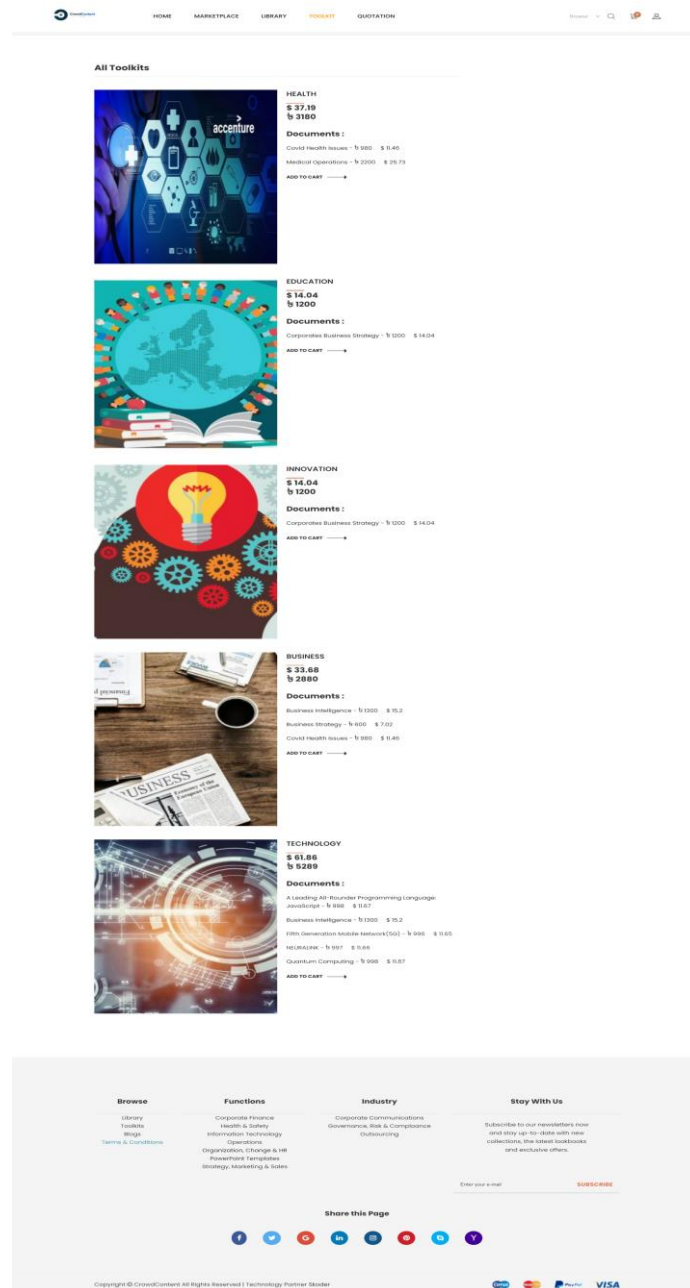 CrowdContent
HOME MARKETPLACE LIBRARY TOOLKIT QUOTATION Browse
All Toolkits
accenture
HEALTH
$ 37.19
৳ 3180
Documents :
Covid Health Issues - ৳ 980 $ 11.46
Medical Operations - ৳ 2200 $ 25.73
ADD TO CART
EDUCATION
$ 14.04
৳ 1200
Documents :
Corporates Business Strategy - ৳ 1200 $ 14.04
ADD TO CART
INNOVATION
$ 14.04
৳ 1200
Documents :
Corporates Business Strategy - ৳ 1200 $ 14.04
ADD TO CART
BUSINESS
Economy of the
European Union
BUSINESS
$ 33.68
৳ 2880
Documents :
Business Intelligence - ৳ 1300 $ 15.2
Business Strategy - ৳ 600 $ 7.02
Covid Health Issues - ৳ 980 $ 11.46
ADD TO CART
TECHNOLOGY
$ 61.86
৳ 5289
Documents :
A Leading All-Rounder Programming Language:
JavaScript - ৳ 998 $ 11.67
Business Intelligence - ৳ 1300 $ 15.2
Fifth Generation Mobile Network(5G) - ৳ 996 $ 11.65
NEURALINK - ৳ 997 $ 11.66
Quantum Computing - ৳ 998 $ 11.67
ADD TO CART
Browse
Library
Toolkits
Blogs
Terms & Conditions
Functions
Corporate Finance
Health & Safety
Information Technology
Operations
Organization, Change & HR
PowerPoint Templates
Strategy, Marketing & Sales
Industry
Corporate Communications
Governance, Risk & Compliance
Outsourcing
Stay With Us
Subscribe to our newsletters now
and stay up-to-date with new
collections, the latest lookbooks
and exclusive offers.
Enter your e-mail SUBSCRIBE
Share this Page
Copyright © CrowdContent All Rights Reserved | Technology Partner Skoder
PayPal VISA